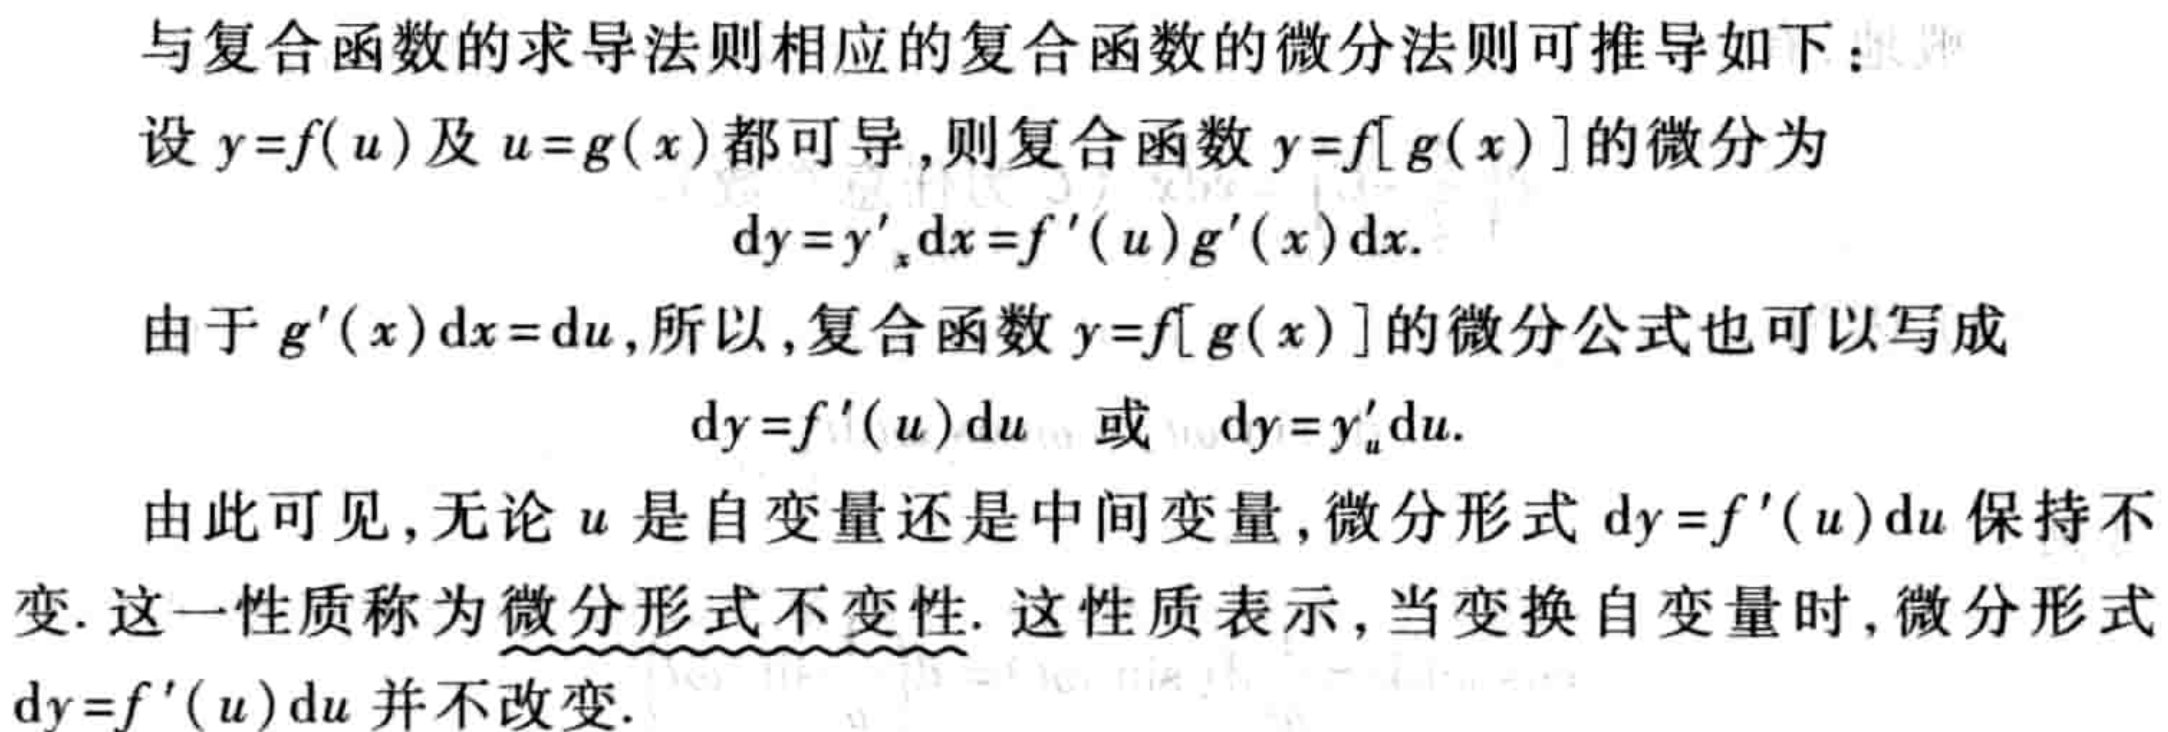 与复合函数的求导法则相应的复合函数的微分法则可推导如下:
设 y=f(u)及 u=g(x)都可导,则复合函数 y=f[g(x)]的微分为
dy=y′ₓdx=f′(u)g′(x)dx.
由于 g′(x)dx=du,所以,复合函数 y=f[g(x)]的微分公式也可以写成
dy=f′(u)du 或 dy=y′ᵤdu.
由此可见,无论 u 是自变量还是中间变量,微分形式 dy=f′(u)du 保持不
变. 这一性质称为微分形式不变性. 这性质表示,当变换自变量时,微分形式
dy=f′(u)du 并不改变.